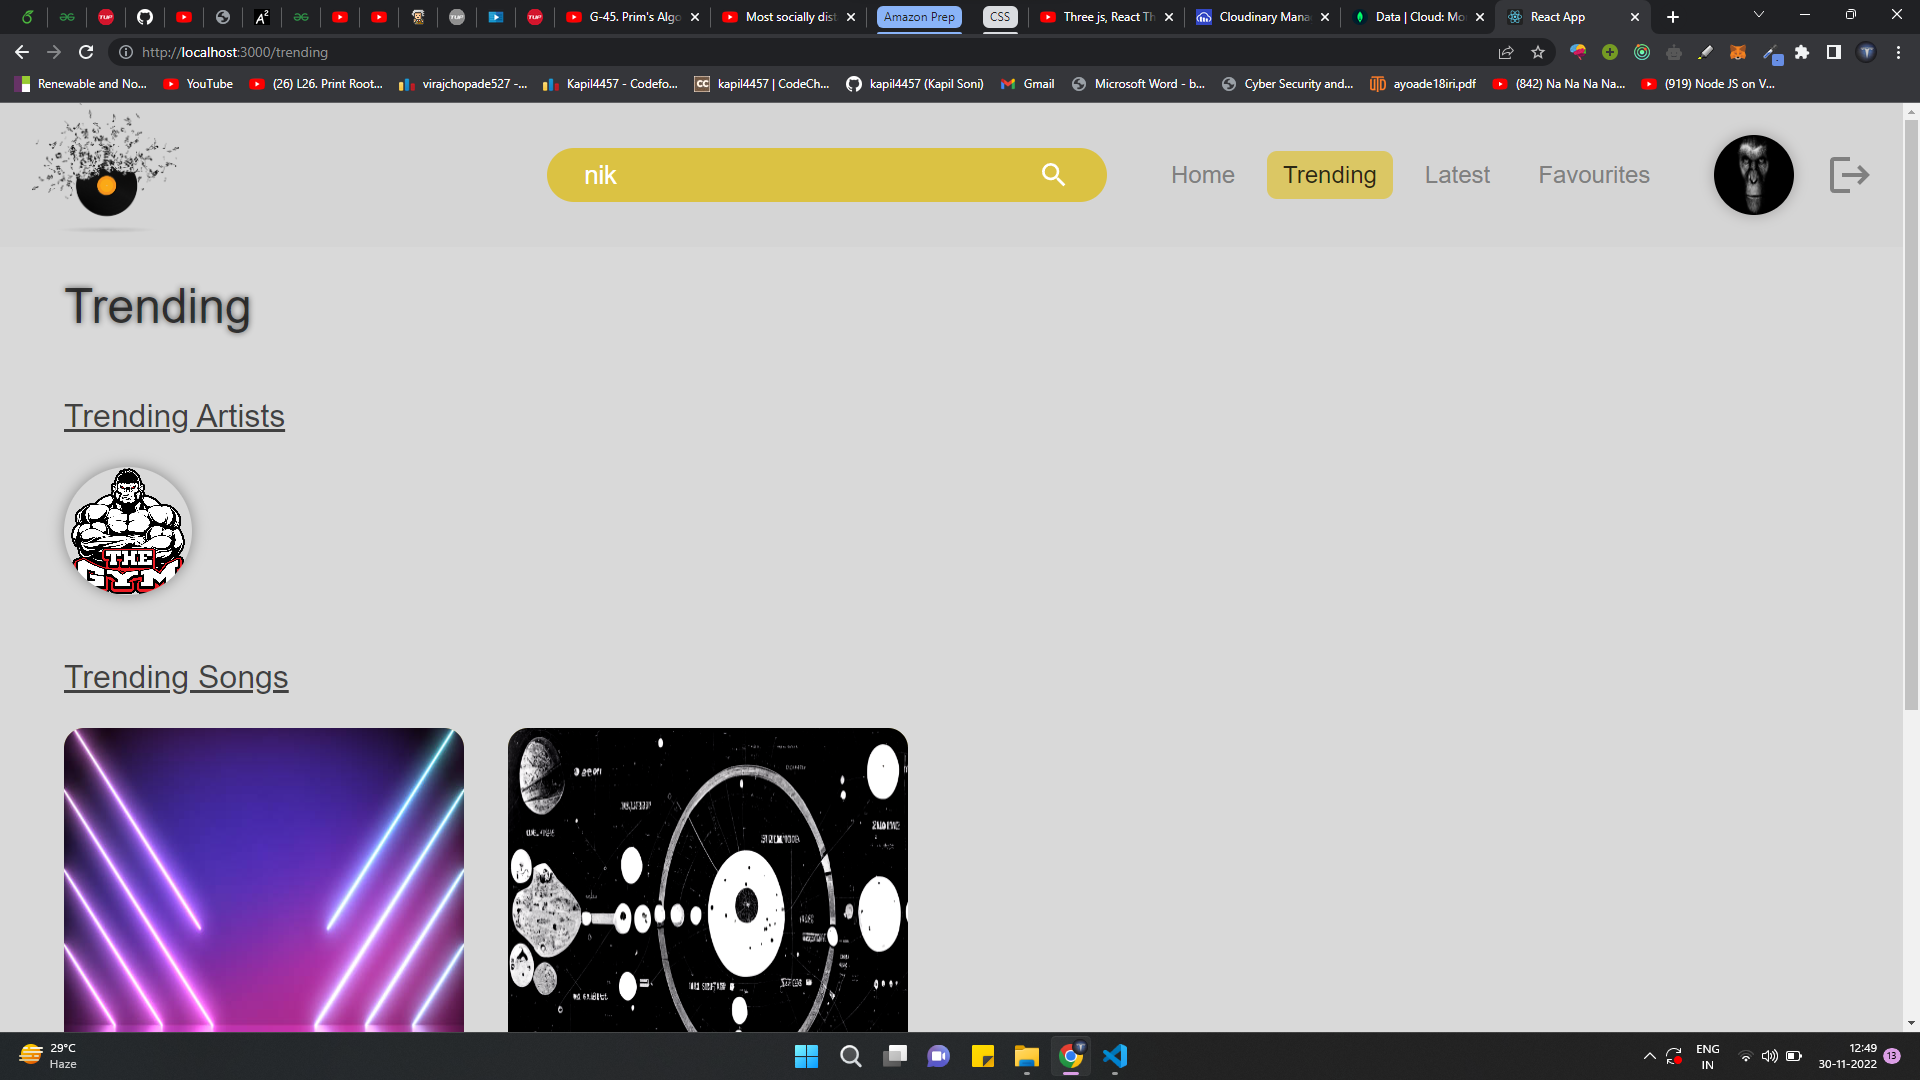 G-45. Prim's Algo
Most socially dist
Amazon Prep
CSS
Three js, React Th
Cloudinary Mana
Data | Cloud: Mo
React App
http://localhost:3000/trending
Renewable and No...
YouTube
(26) L26. Print Root...
virajchopade527 -...
Kapil4457 - Codefo...
kapil4457 | CodeCh...
kapil4457 (Kapil Soni)
Gmail
Microsoft Word - b...
Cyber Security and...
ayoade18iri.pdf
(842) Na Na Na Na...
(919) Node JS on V...
nik
Home
Trending
Latest
Favourites
Trending
Trending Artists
THE
GYM
Trending Songs
29°C
Haze
ENG
IN
12:49
30-11-2022
13